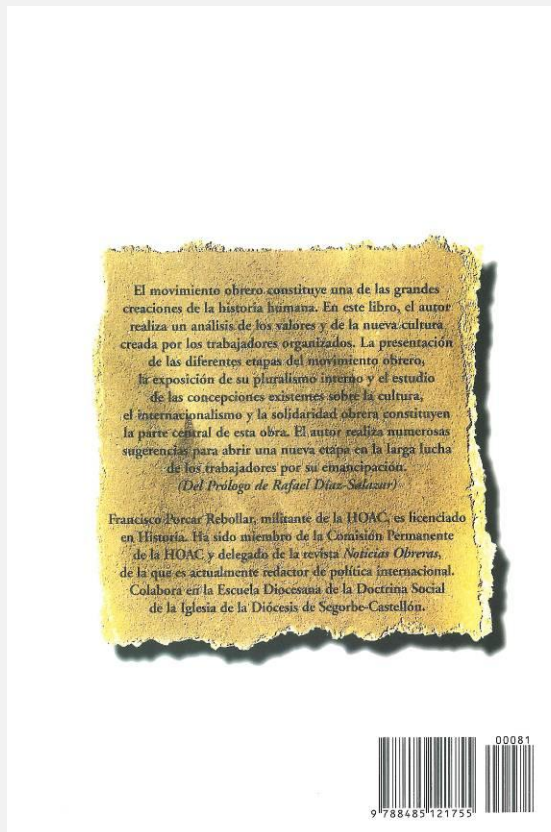 El movimiento obrero constituye una de las grandes
creaciones de la historia humana. En este libro, el autor
realiza un análisis de los valores y de la nueva cultura
creada por los trabajadores organizados. La presentación
de las diferentes etapas del movimiento obrero,
la exposición de su pluralismo interno y el estudio
de las concepciones existentes sobre la cultura,
el internacionalismo y la solidaridad obrera constituyen
la parte central de esta obra. El autor realiza numerosas
sugerencias para abrir una nueva etapa en la larga lucha
de los trabajadores por su emancipación.
(Del Prólogo de Rafael Díaz-Salazar)
Francisco Porcar Rebollar, militante de la HOAC, es licenciado
en Historia. Ha sido miembro de la Comisión Permanente
de la HOAC y delegado de la revista Noticias Obreras,
de la que es actualmente redactor de política internacional.
Colabora en la Escuela Diocesana de la Doctrina Social
de la Iglesia de la Diócesis de Segorbe-Castellón.
00081
9 788485 121755